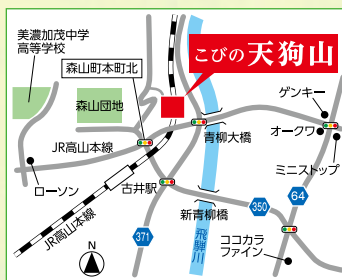 美濃加茂中学
高等学校
森山町本町北
こびの天狗山
森山団地
ゲンキー
オークワ
青柳大橋
JR高山本線
ミニストップ
ローソン
古井駅
64
350
新青柳橋
JR高山本線
371
飛騨川
ココカラ
ファイン
N